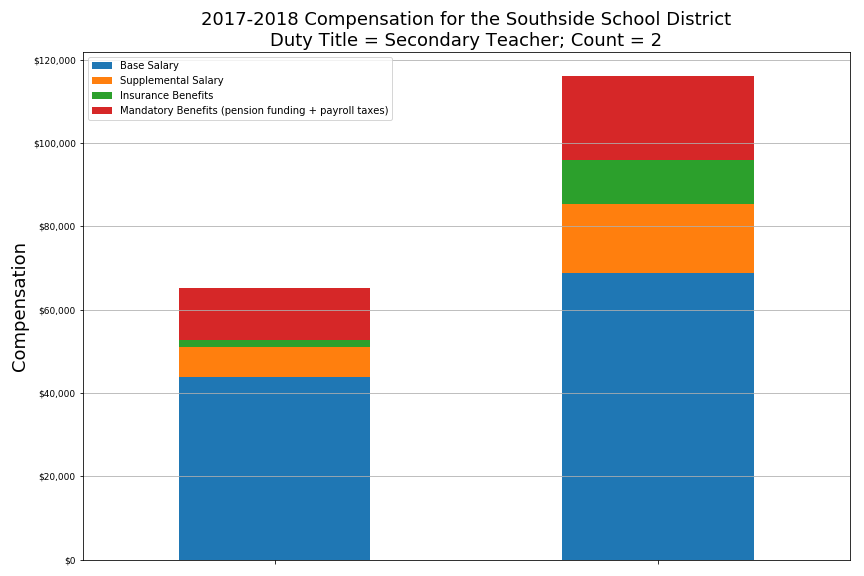 2017-2018 Compensation for the Southside School District
Duty Title = Secondary Teacher; Count = 2
Base Salary
Supplemental Salary
Insurance Benefits
Mandatory Benefits (pension funding + payroll taxes)
$120,000
$100,000
$80,000
$60,000
$40,000
$20,000
$0
Compensation